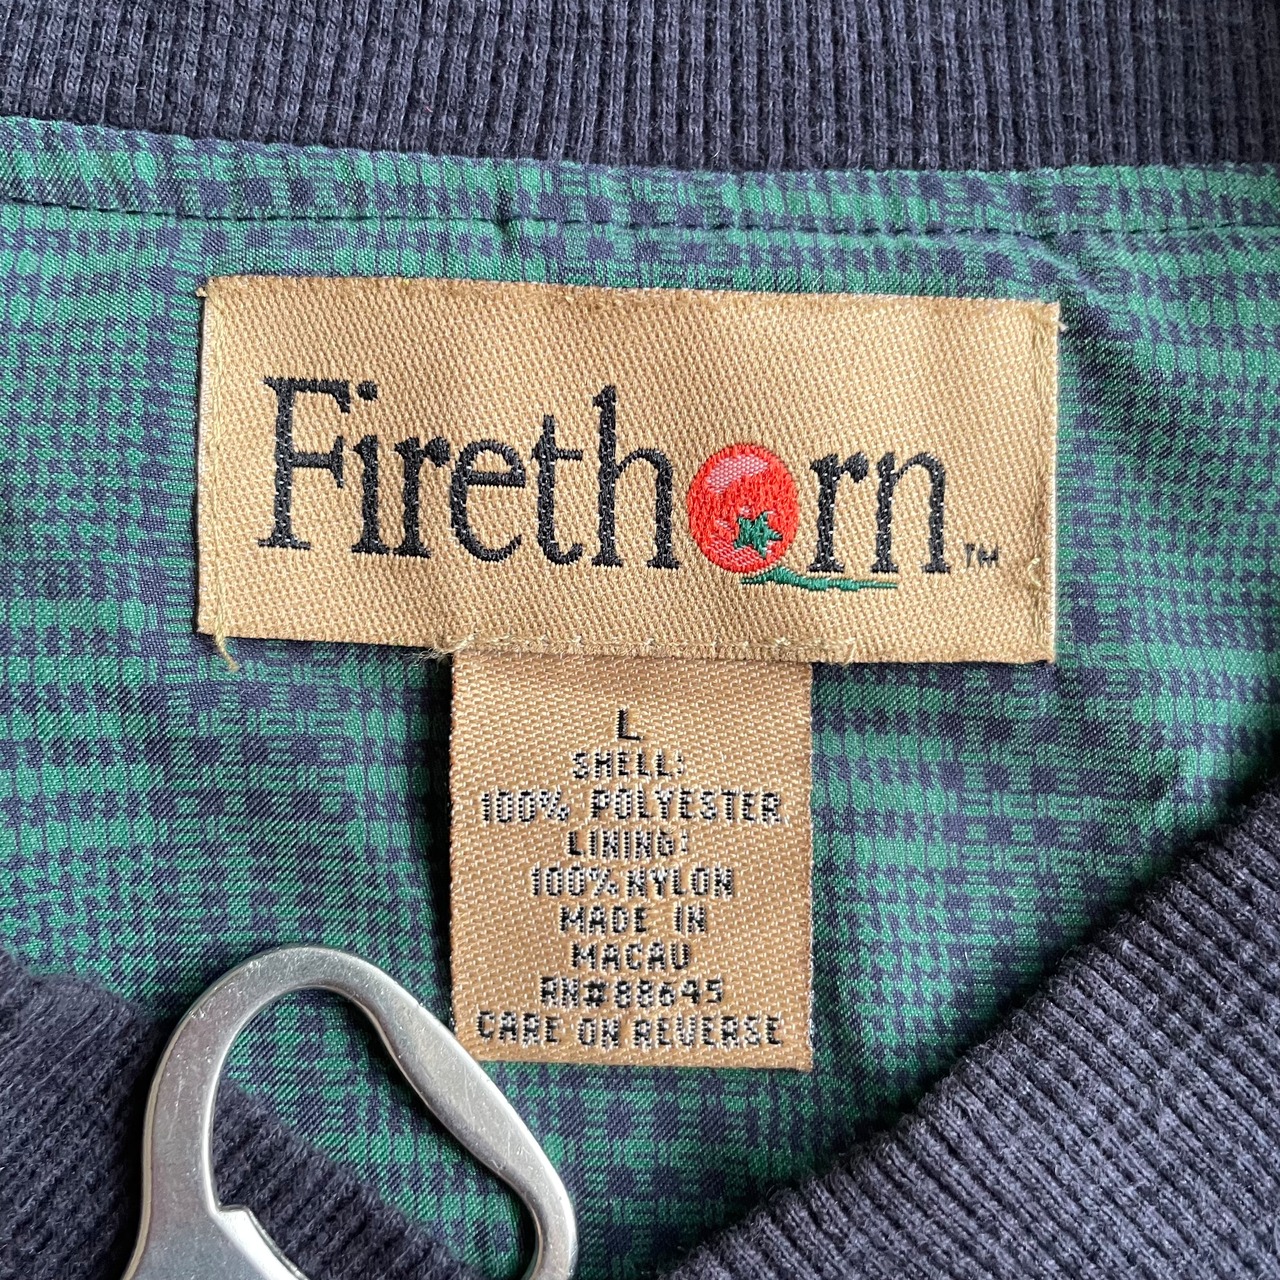 Firethorn™
L
SHELL:
100% POLYESTER
LINING:
100% NYLON
MADE IN
MACAU
RN# 88645
CARE ON REVERSE